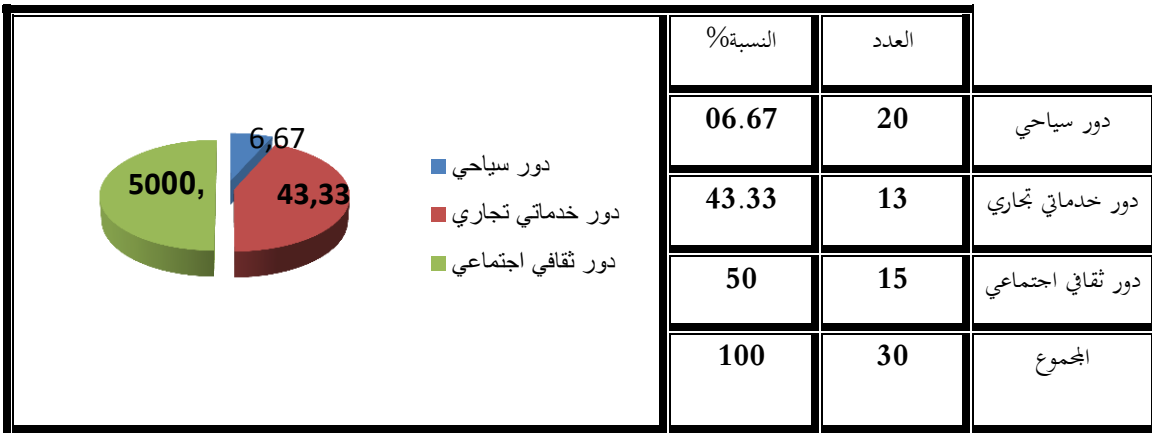 العدد النسبة%
دور سياحي 20 06.67
دور خدماتي تجاري 13 43.33
دور ثقافي اجتماعي 15 50
المجموع 30 100
6,67
43,33
5000,
دور سياحي
دور خدماتي تجاري
دور ثقافي اجتماعي